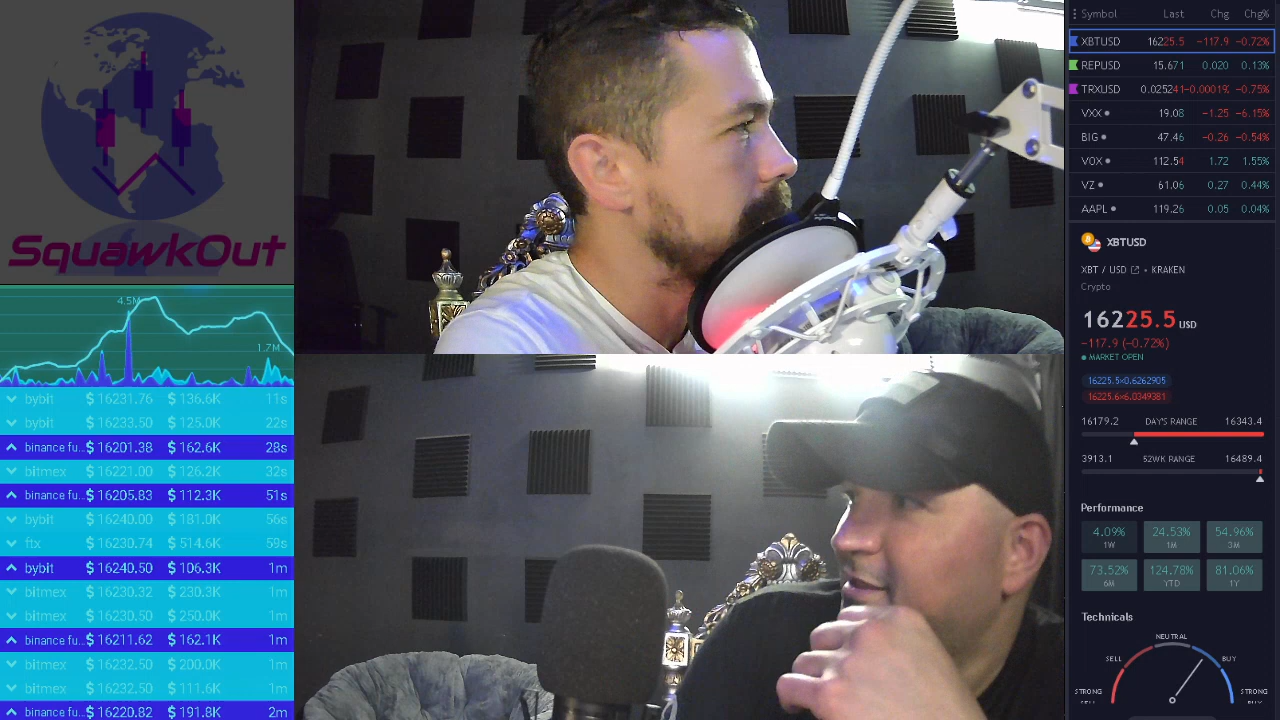 SquawkOut
4.5M
1.7M
bybit $ 16231.76 $ 136.6K 11s
bybit $ 16233.50 $ 125.0K 22s
binance fu... $ 16201.38 $ 162.6K 28s
bitmex $ 16221.00 $ 126.2K 32s
binance fu... $ 16205.83 $ 112.3K 51s
bybit $ 16240.00 $ 181.0K 56s
ftx $ 16230.74 $ 514.6K 59s
bybit $ 16240.50 $ 106.3K 1m
bitmex $ 16230.32 $ 230.3K 1m
bitmex $ 16230.50 $ 250.0K 1m
binance fu... $ 16211.62 $ 162.1K 1m
bitmex $ 16232.50 $ 200.0K 1m
bitmex $ 16232.50 $ 111.6K 1m
binance fu... $ 16220.82 $ 191.8K 2m
Symbol Last Chg Chg%
XBTUSD 16225.5 −117.9 −0.72%
REPUSD 15.671 0.020 0.13%
TRXUSD 0.025241 −0.00019 −0.75%
VXX 19.08 −1.25 −6.15%
BIG 47.46 −0.26 −0.54%
VOX 112.54 1.72 1.55%
VZ 61.06 0.27 0.44%
AAPL 119.26 0.05 0.04%
XBTUSD
XBT / USD • KRAKEN
Crypto
16225.5 USD
−117.9 (−0.72%)
MARKET OPEN
16225.5×0.6262905
16225.6×6.0349381
16179.2 DAY'S RANGE 16343.4
3913.1 52WK RANGE 16489.4
Performance
4.09% 24.53% 54.96%
1W 1M 3M
73.52% 124.78% 81.06%
6M YTD 1Y
Technicals
NEUTRAL
SELL BUY
STRONG STRONG